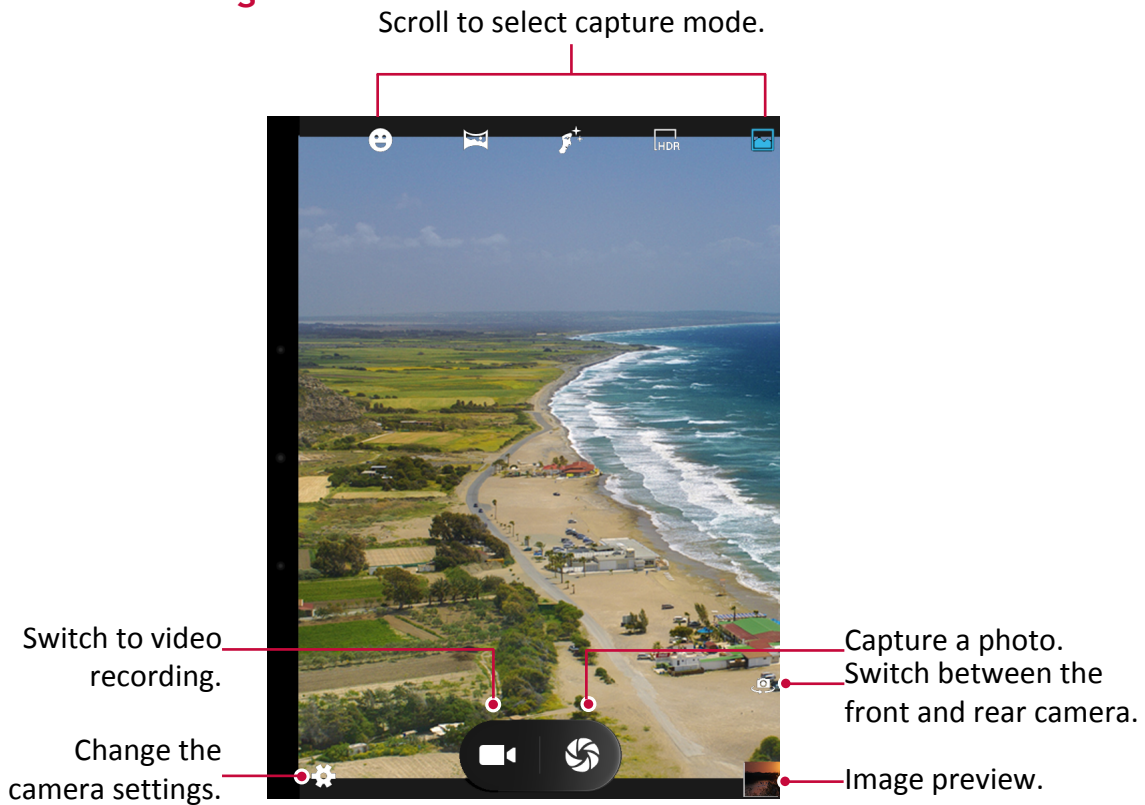 Scroll to select capture mode.
HDR
Switch to video
recording.
Capture a photo.
Switch between the
front and rear camera.
Change the
camera settings.
Image preview.